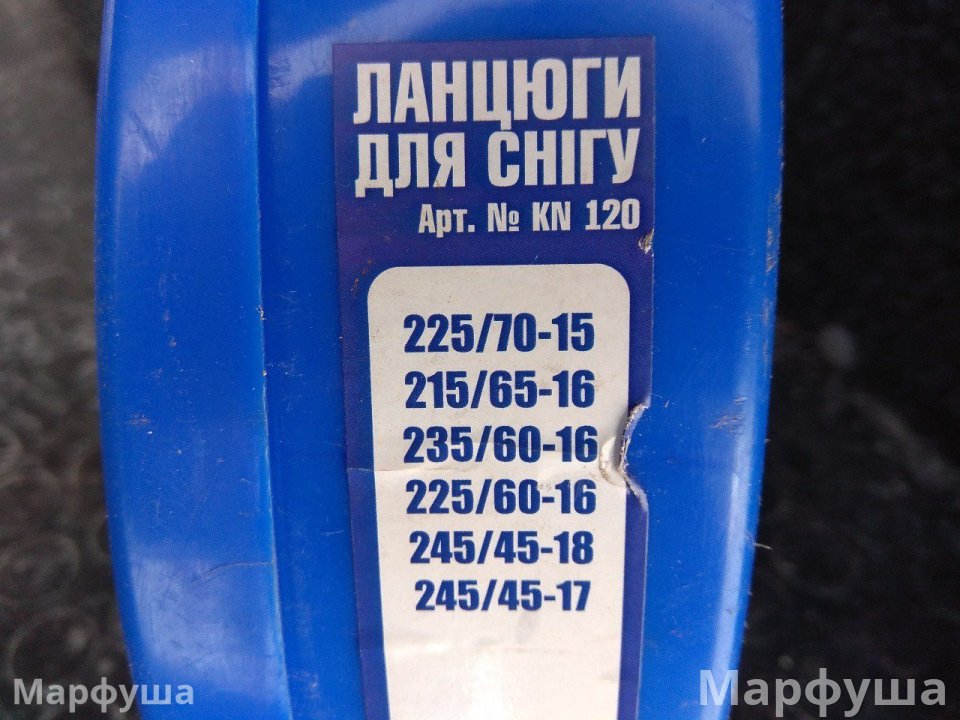 ЛАНЦЮГИ
ДЛЯ СНІГУ
Арт. № KN 120
225/70-15
215/65-16
235/60-16
225/60-16
245/45-18
245/45-17
Марфуша
Марфуша